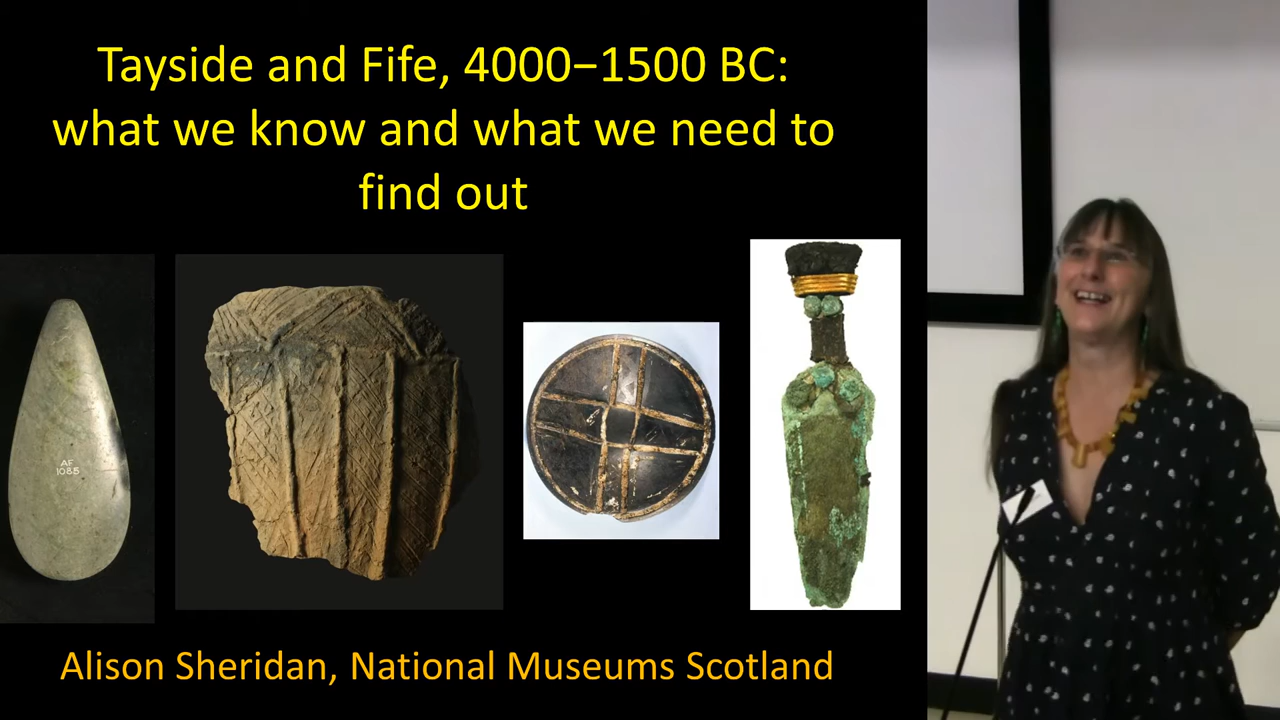 Tayside and Fife, 4000–1500 BC:
what we know and what we need to
find out
AF
1085
Alison Sheridan, National Museums Scotland